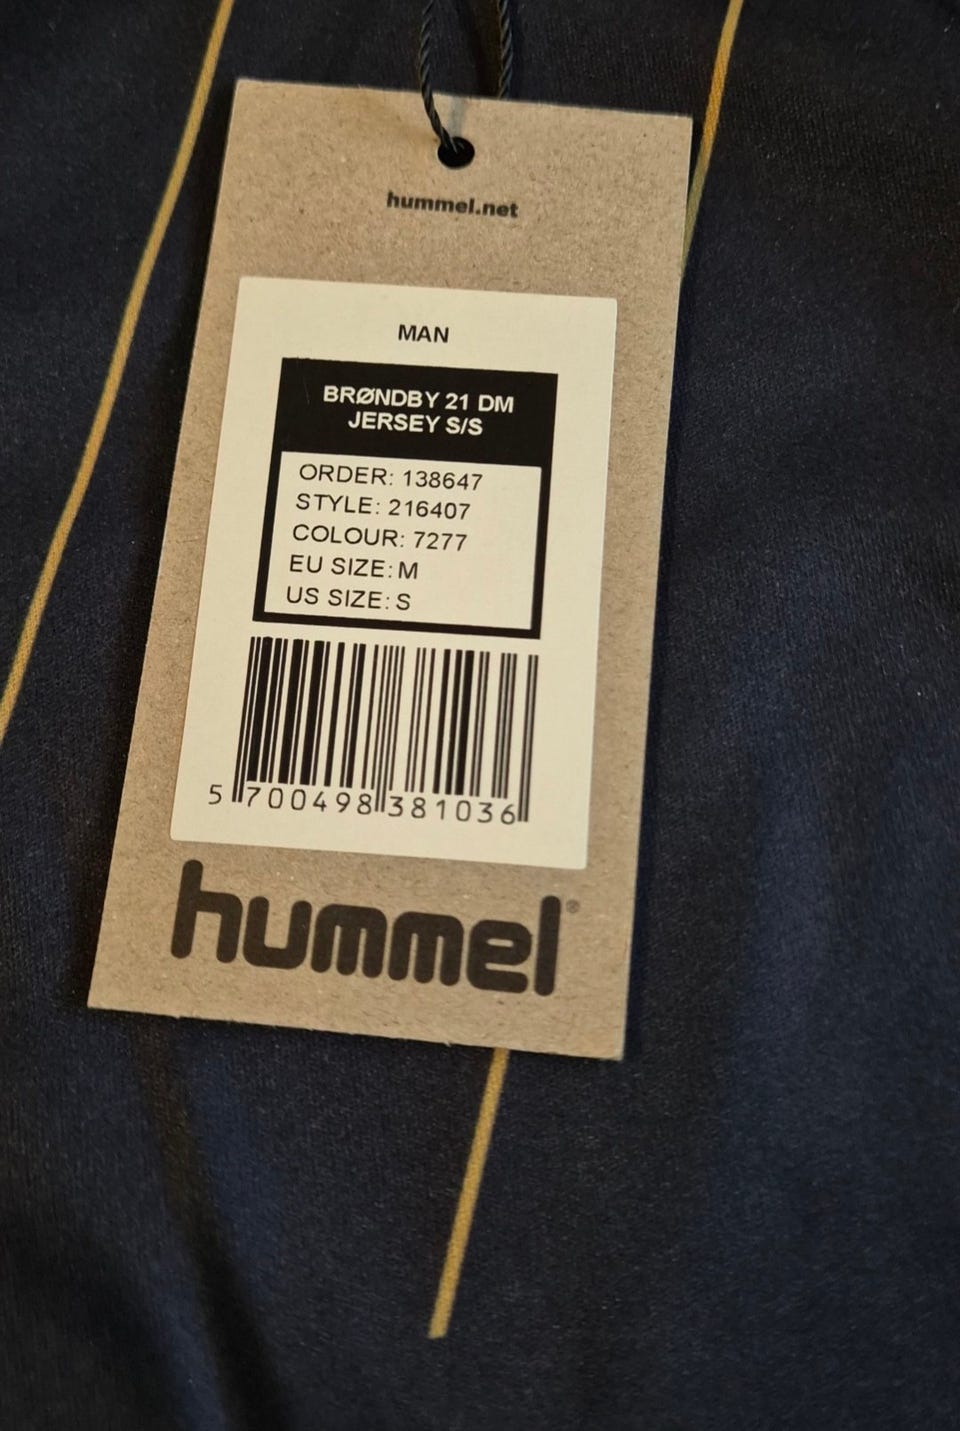 hummel.net
MAN
BRØNDBY 21 DM
JERSEY S/S
ORDER: 138647
STYLE: 216407
COLOUR: 7277
EU SIZE: M
US SIZE: S
5 700498 381036
hummel®